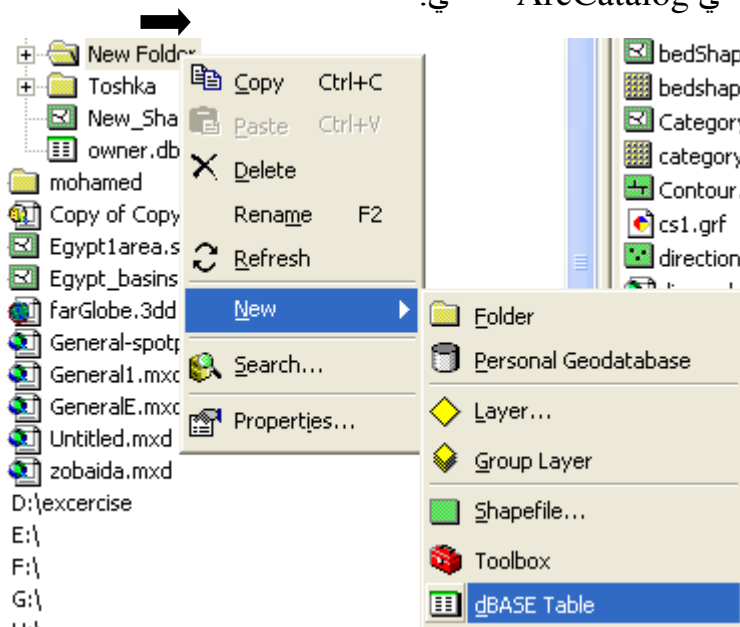 في ArcCatalog ي:
New Folder
Toshka
New_Sha
owner.db
mohamed
Copy of Copy
Egypt1area.s
Egypt_basins
farGlobe.3dd
General-spotp
General1.mxd
GeneralE.mxd
Untitled.mxd
zobaida.mxd
D:\excercise
E:\
F:\
G:\
Copy Ctrl+C
Paste Ctrl+V
Delete
Rename F2
Refresh
New
Search...
Properties...
Folder
Personal Geodatabase
Layer...
Group Layer
Shapefile...
Toolbox
dBASE Table
bedShap
bedshap
Category
category
Contour.
cs1.grf
direction